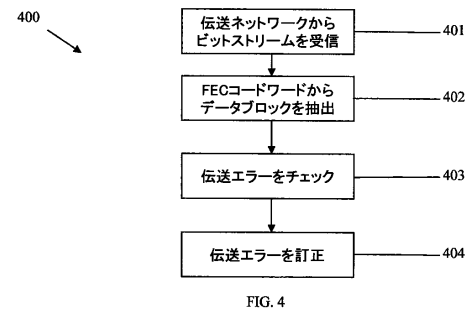 400
伝送ネットワークから
ビットストリームを受信
401
FECコードワードから
データブロックを抽出
402
伝送エラーをチェック
403
伝送エラーを訂正
404
FIG. 4